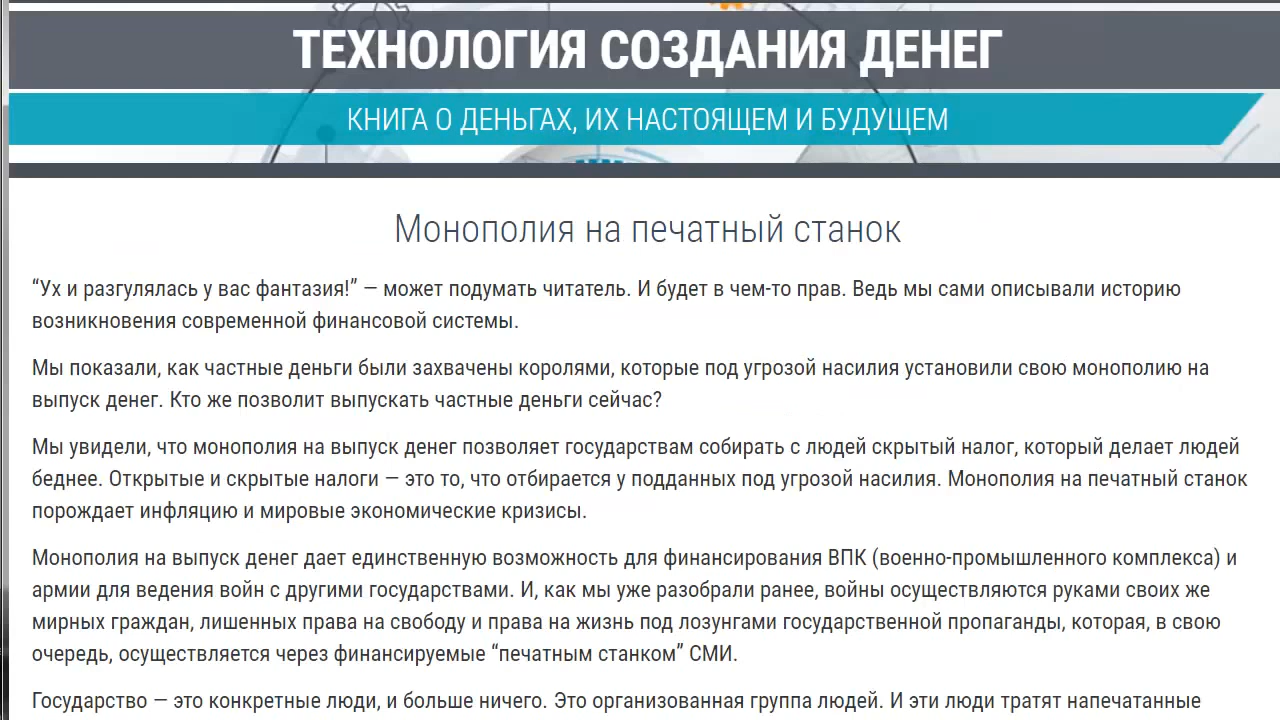 ТЕХНОЛОГИЯ СОЗДАНИЯ ДЕНЕГ
КНИГА О ДЕНЬГАХ, ИХ НАСТОЯЩЕМ И БУДУЩЕМ
Монополия на печатный станок
“Ух и разгулялась у вас фантазия!” — может подумать читатель. И будет в чем-то прав. Ведь мы сами описывали историю
возникновения современной финансовой системы.
Мы показали, как частные деньги были захвачены королями, которые под угрозой насилия установили свою монополию на
выпуск денег. Кто же позволит выпускать частные деньги сейчас?
Мы увидели, что монополия на выпуск денег позволяет государствам собирать с людей скрытый налог, который делает людей
беднее. Открытые и скрытые налоги — это то, что отбирается у подданных под угрозой насилия. Монополия на печатный станок
порождает инфляцию и мировые экономические кризисы.
Монополия на выпуск денег дает единственную возможность для финансирования ВПК (военно-промышленного комплекса) и
армии для ведения войн с другими государствами. И, как мы уже разобрали ранее, войны осуществляются руками своих же
мирных граждан, лишенных права на свободу и права на жизнь под лозунгами государственной пропаганды, которая, в свою
очередь, осуществляется через финансируемые “печатным станком” СМИ.
Государство — это конкретные люди, и больше ничего. Это организованная группа людей. И эти люди тратят напечатанные